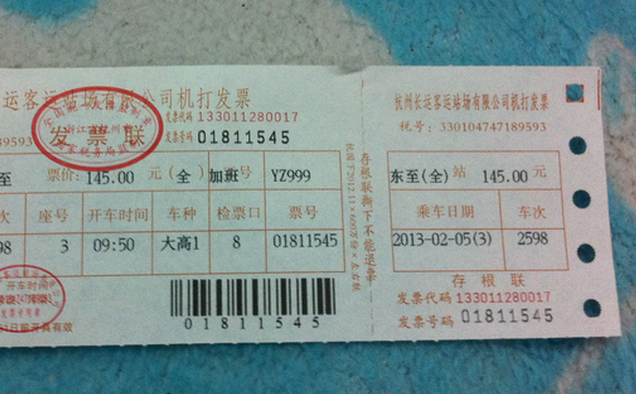 运客运站场有限公司机打发票
发票代码 133011280017
发票号码 01811545
发 票 联
至 票价: 145.00 元 (全) 加班号 YZ999
次 座号 开车时间 车种 检票口 票号
98 3 09:50 大高1 8 01811545
开车时间
01811545
存根联撕下不能退票
杭州长运客运站场有限公司机打发票
税号: 330104747189593
东至(全) 站 145.00 元
乘车日期 车次
2013-02-05(3) 2598
存 根 联
发票代码 133011280017
发票号码 01811545